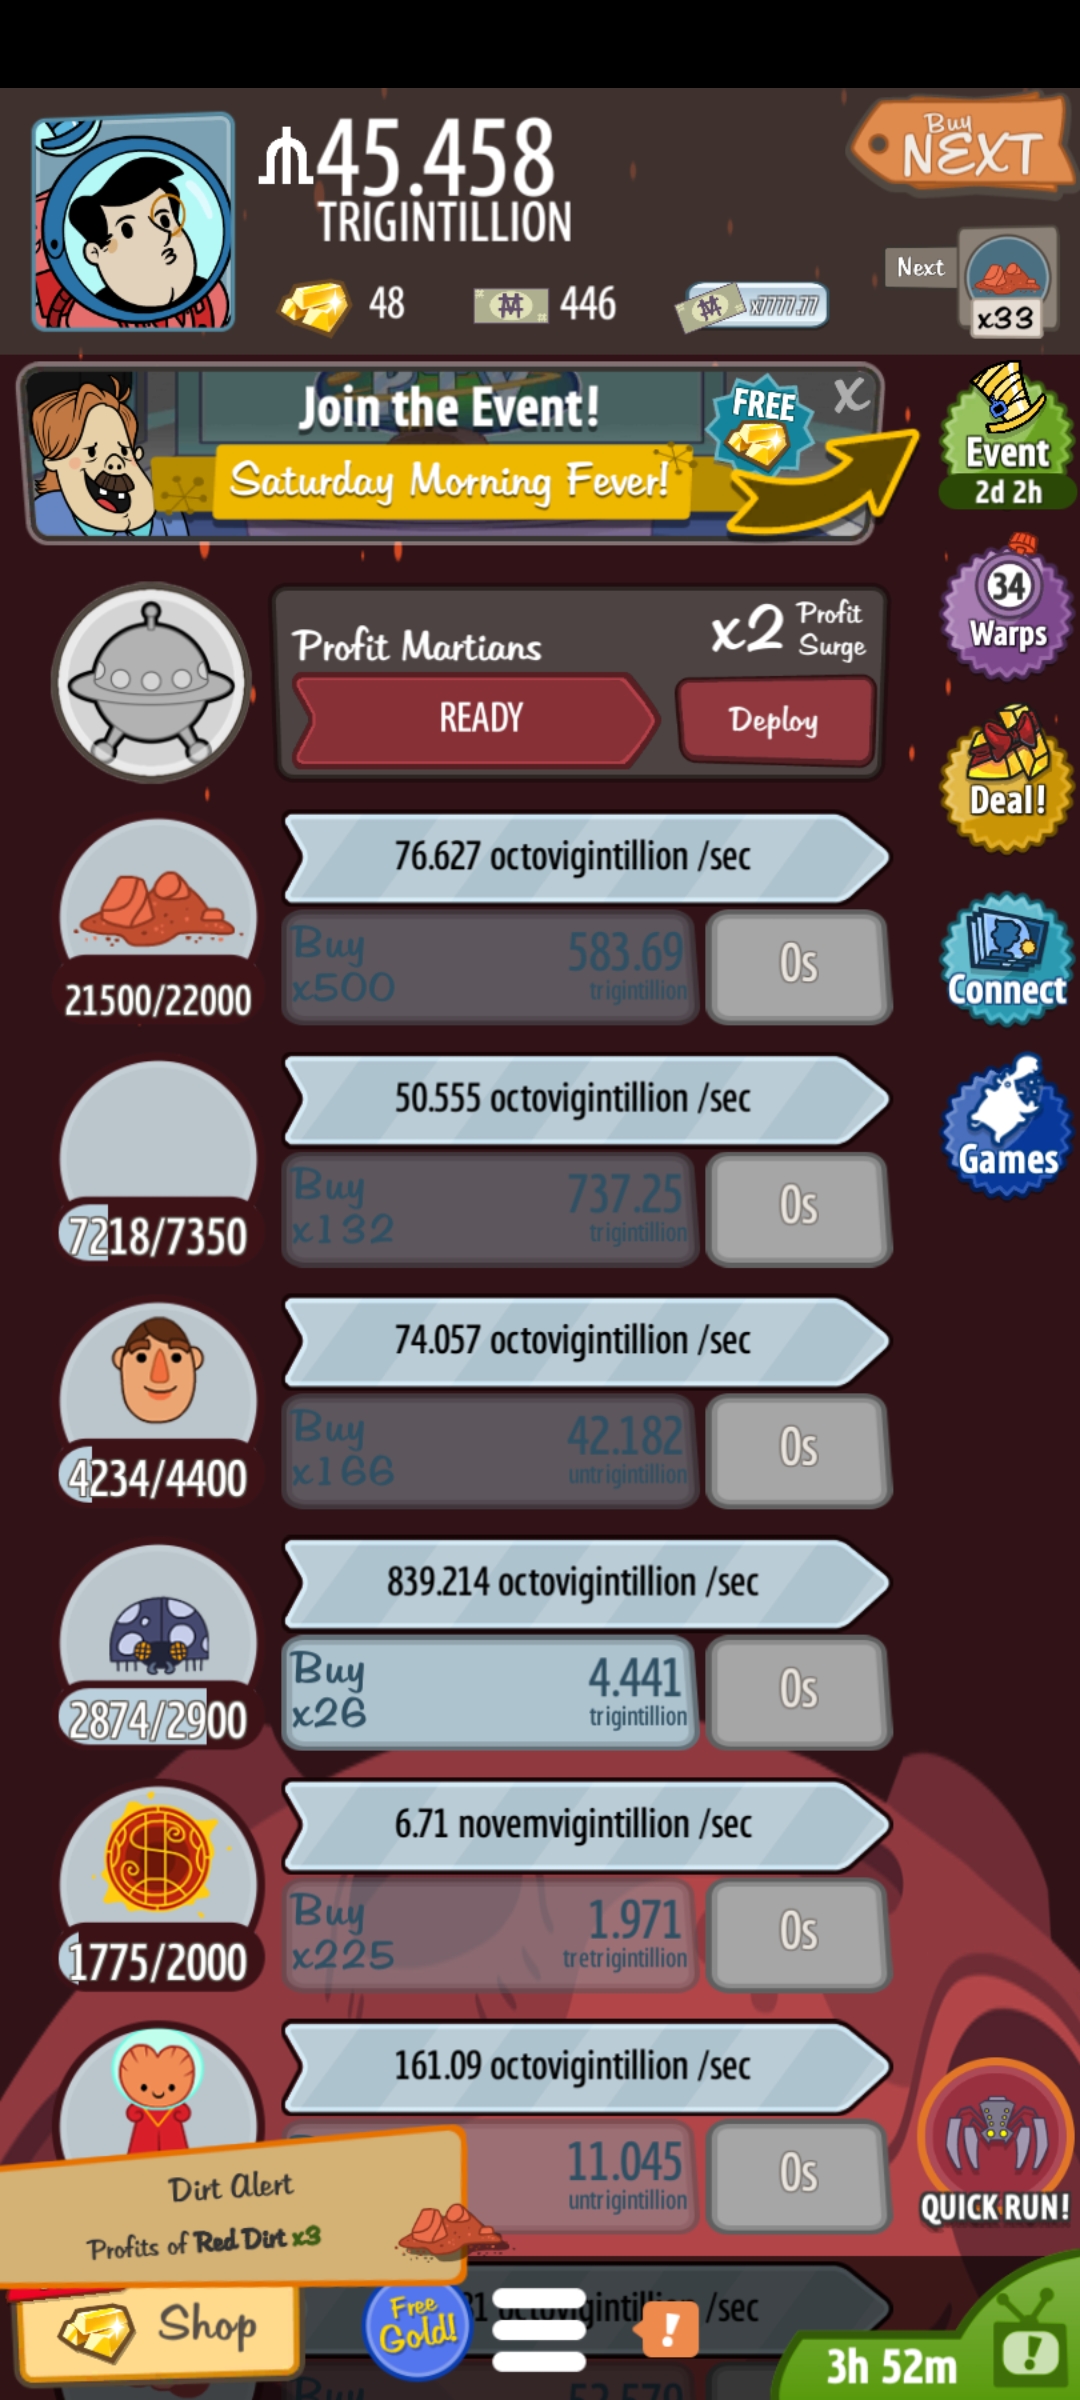 45.458
TRIGINTILLION
Buy
NEXT
48
446
x7777.77
Next
x33
Join the Event!
Saturday Morning Fever!
FREE
X
Event
2d 2h
Profit Martians
x2 Profit Surge
READY
Deploy
34
Warps
Deal!
Connect
Games
76.627 octovigintillion /sec
21500/22000
Buy x500
583.69
trigintillion
0s
50.555 octovigintillion /sec
7218/7350
Buy x132
737.25
trigintillion
0s
74.057 octovigintillion /sec
4234/4400
Buy x166
42.182
untrigintillion
0s
839.214 octovigintillion /sec
2874/2900
Buy x26
4.441
trigintillion
0s
6.71 novemvigintillion /sec
1775/2000
Buy x225
1.971
tretrigintillion
0s
161.09 octovigintillion /sec
11.045
untrigintillion
0s
QUICK RUN!
Dirt Alert
Profits of Red Dirt x3
Shop
Free Gold!
/sec
!
3h 52m
!